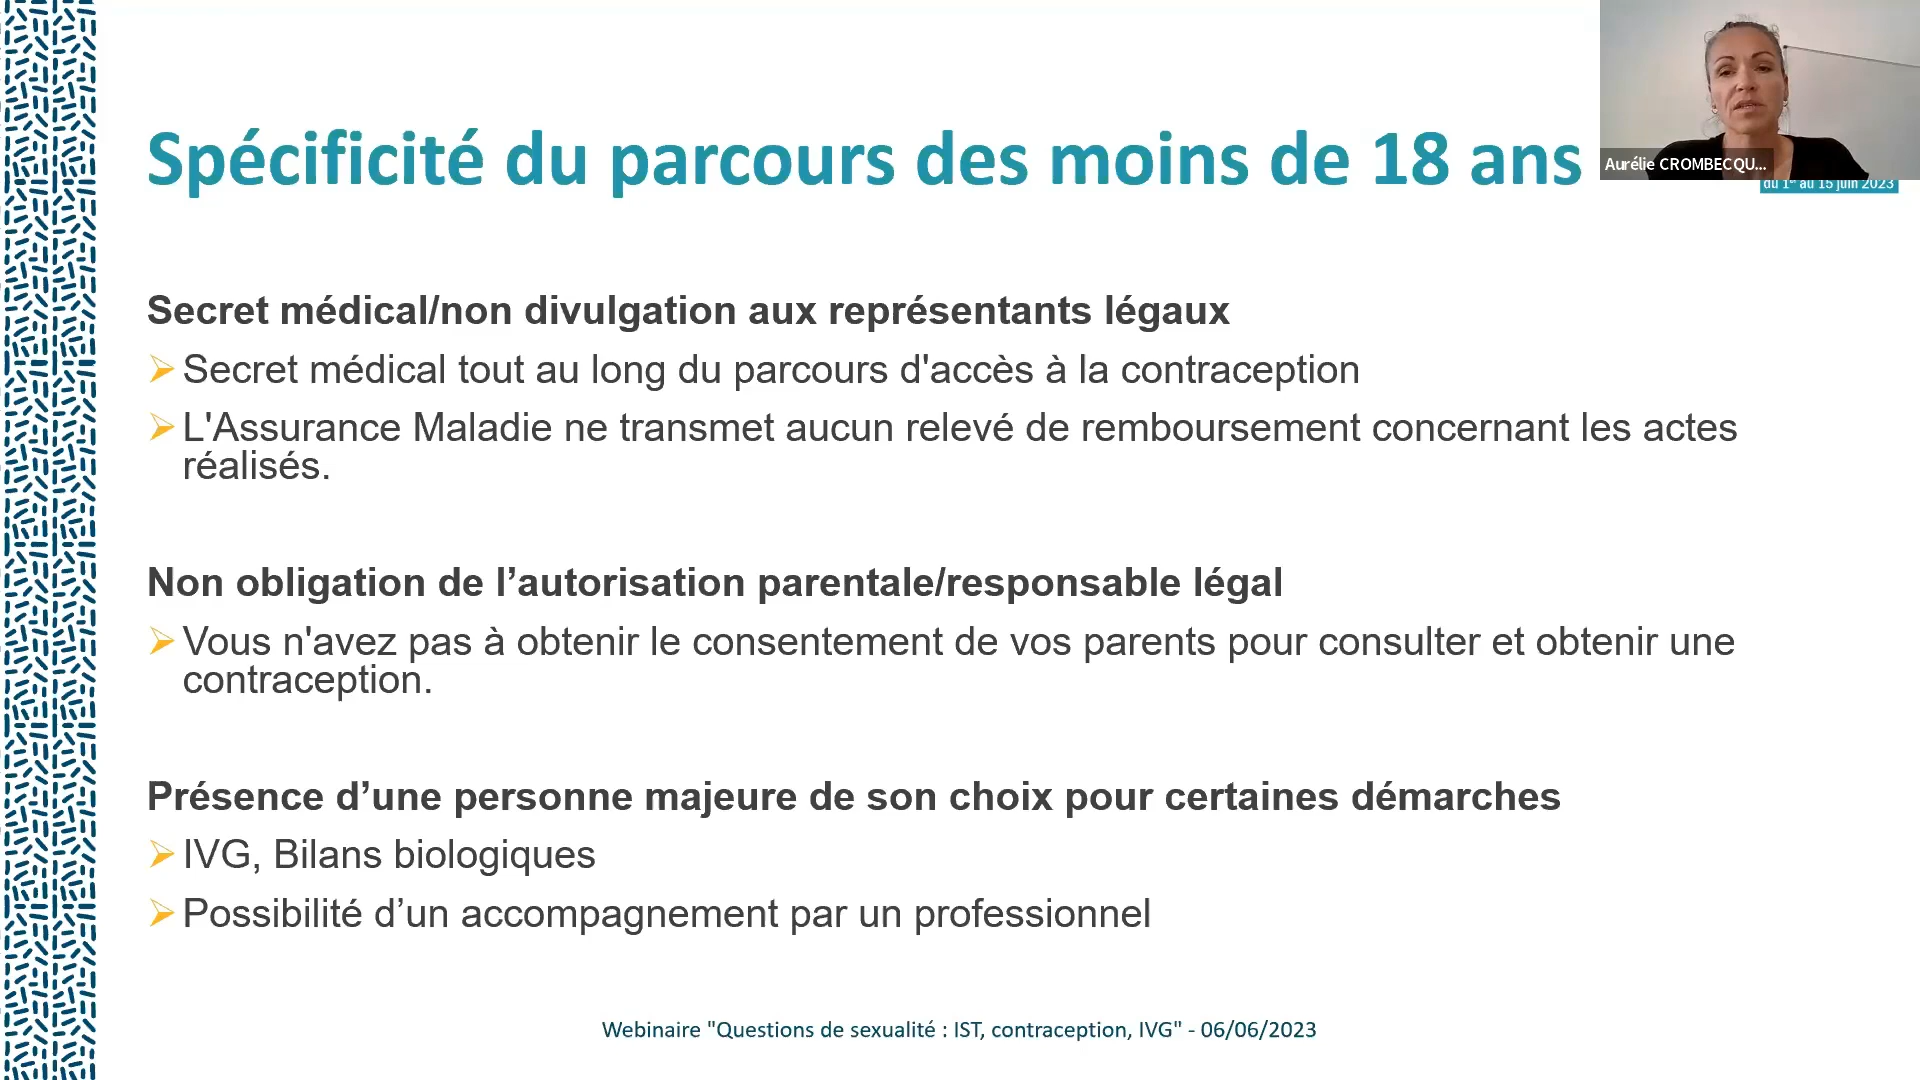 Spécificité du parcours des moins de 18 ans
Aurélie CROMBECQU...
du 1er au 15 juin 2023
Secret médical/non divulgation aux représentants légaux
Secret médical tout au long du parcours d'accès à la contraception
L'Assurance Maladie ne transmet aucun relevé de remboursement concernant les actes
réalisés.
Non obligation de l’autorisation parentale/responsable légal
Vous n'avez pas à obtenir le consentement de vos parents pour consulter et obtenir une
contraception.
Présence d’une personne majeure de son choix pour certaines démarches
IVG, Bilans biologiques
Possibilité d’un accompagnement par un professionnel
Webinaire "Questions de sexualité : IST, contraception, IVG" - 06/06/2023